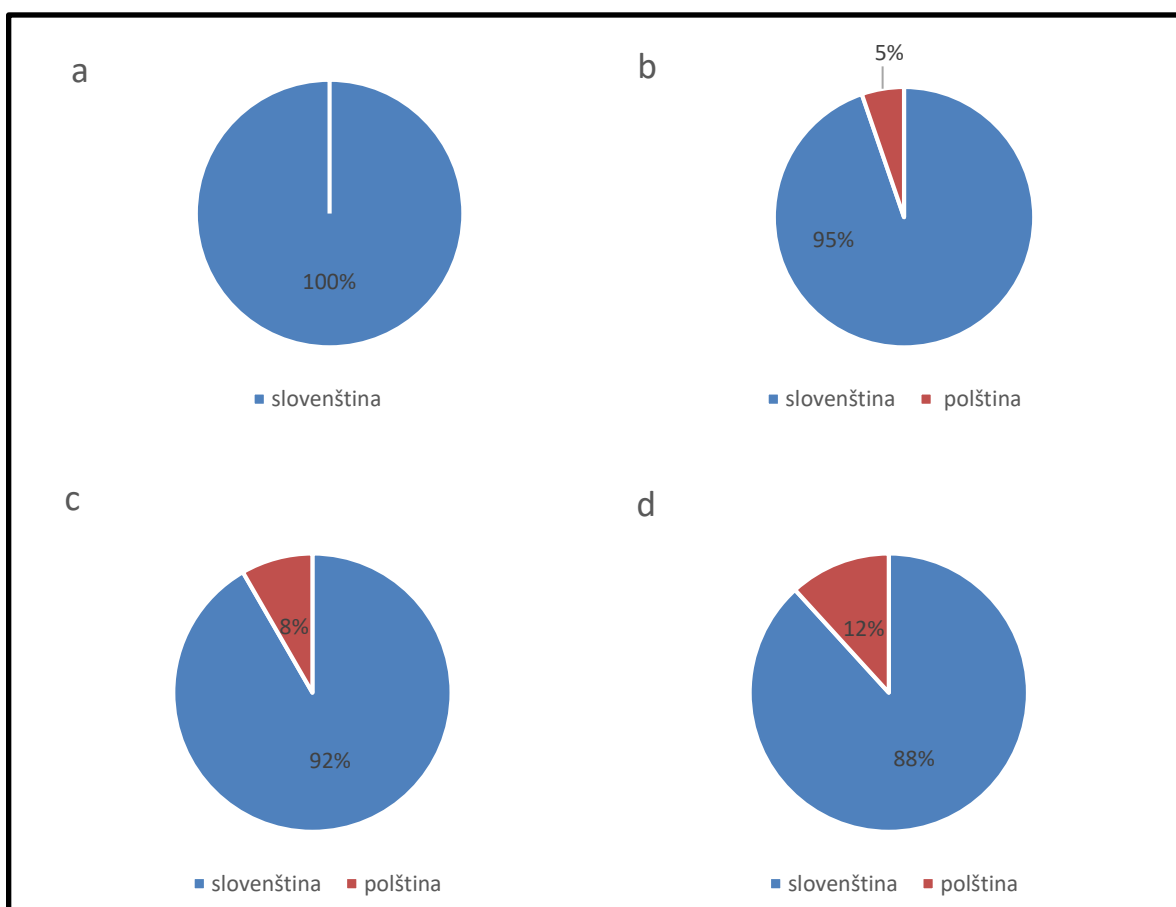 a
100%
slovenština
b
5%
95%
slovenština polština
c
8%
92%
slovenština polština
d
12%
88%
slovenština polština